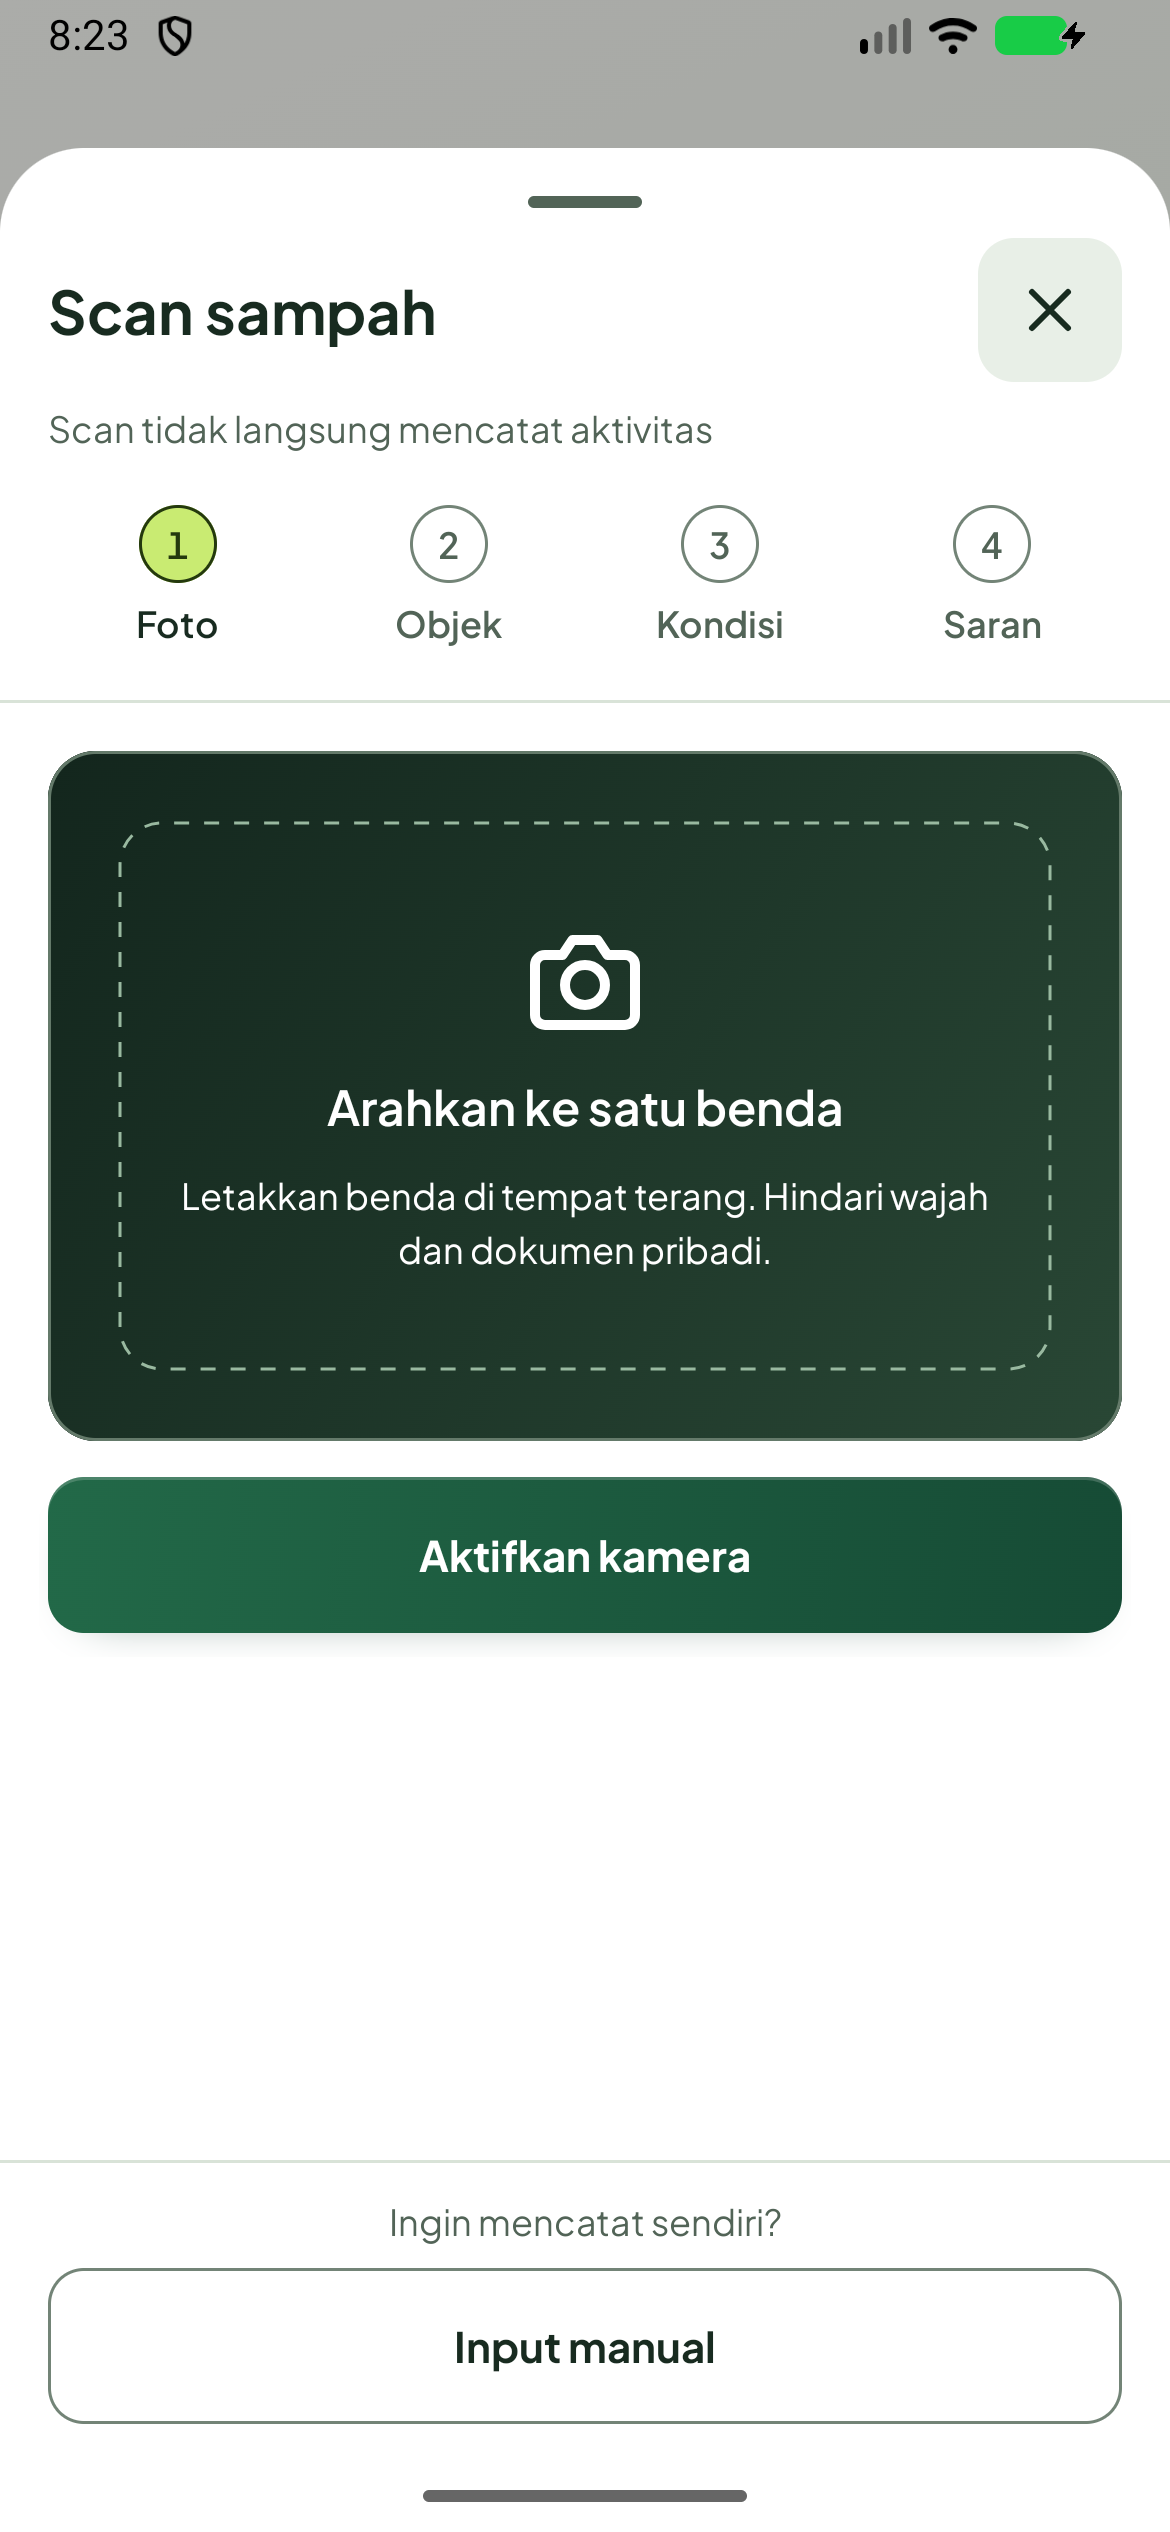 8:23
Scan sampah
Scan tidak langsung mencatat aktivitas
1 2 3 4
Foto Objek Kondisi Saran
Arahkan ke satu benda
Letakkan benda di tempat terang. Hindari wajah
dan dokumen pribadi.
Aktifkan kamera
Ingin mencatat sendiri?
Input manual